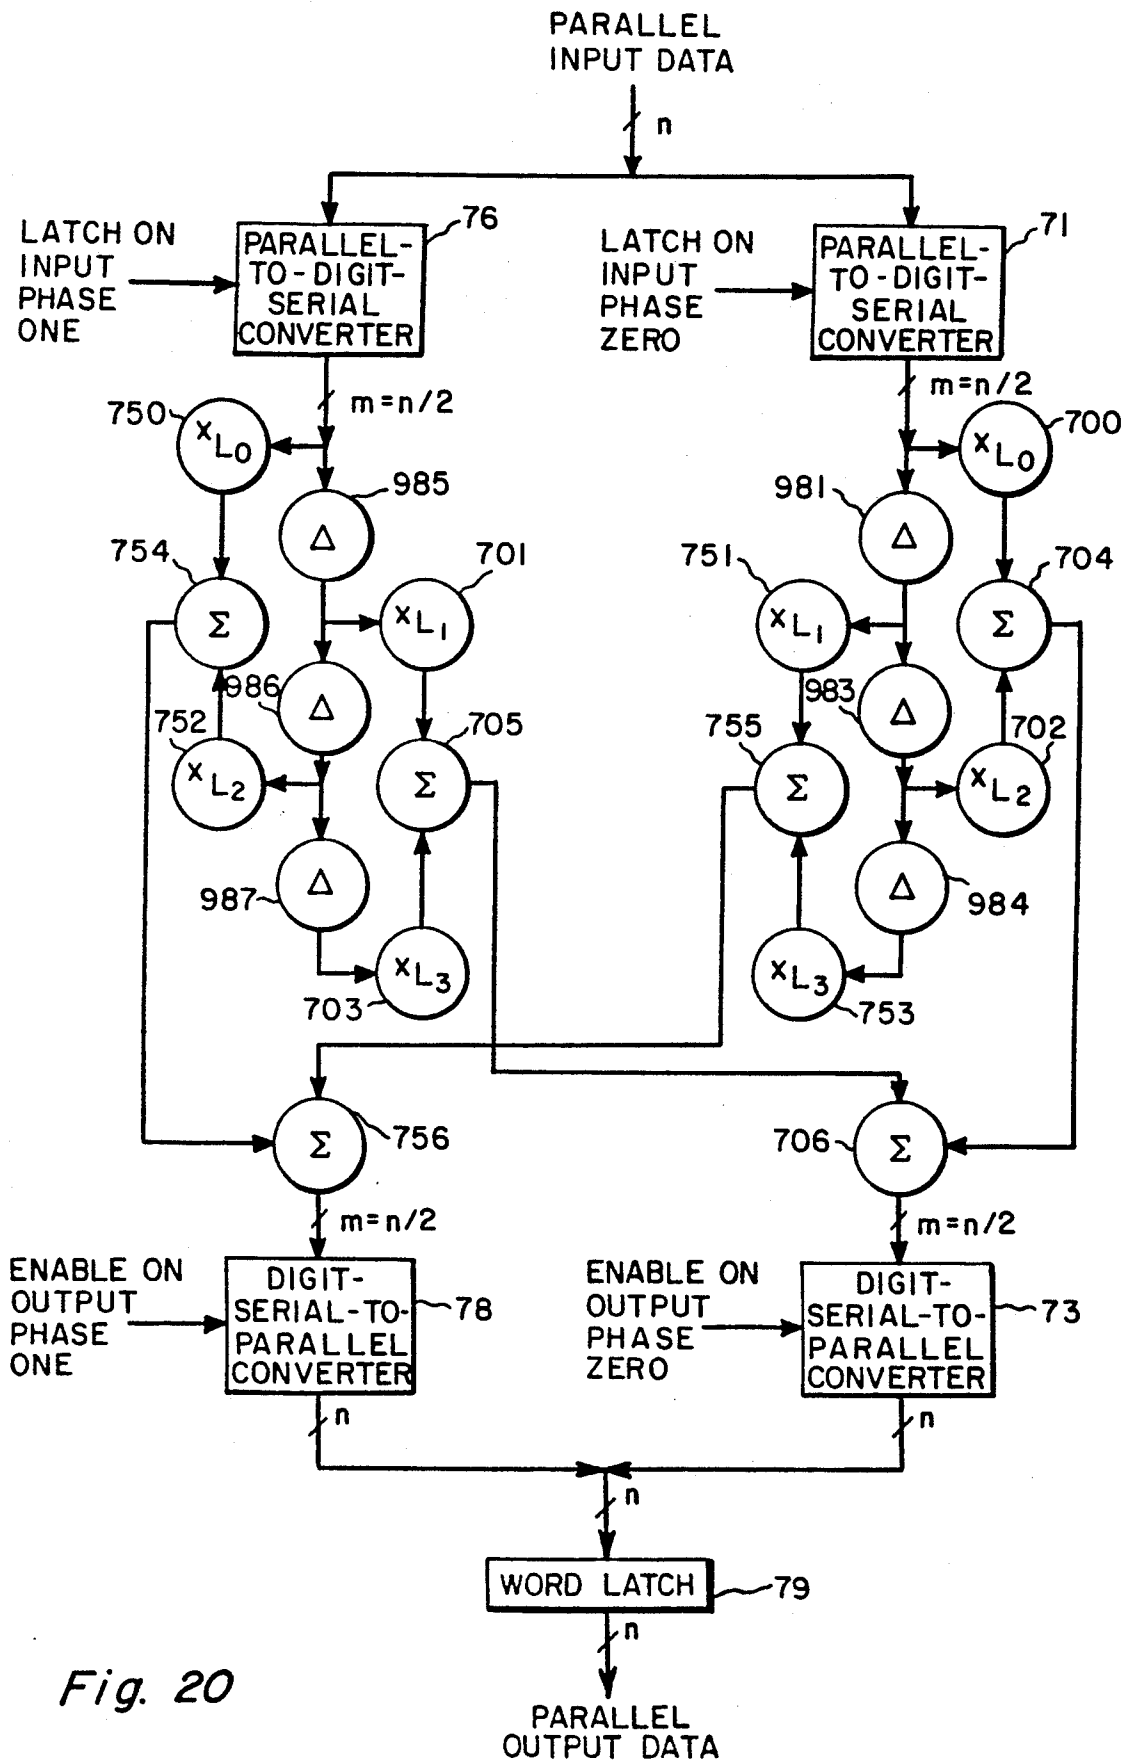 PARALLEL
INPUT DATA
n
LATCH ON
INPUT
PHASE
ONE
PARALLEL-
TO-DIGIT-
SERIAL
CONVERTER
76
LATCH ON
INPUT
PHASE
ZERO
PARALLEL-
TO-DIGIT-
SERIAL
CONVERTER
71
m=n/2
m=n/2
750
xL0
700
xL0
985
Δ
981
Δ
754
Σ
701
xL1
751
xL1
704
Σ
986
Δ
983
Δ
752
xL2
705
Σ
755
Σ
702
xL2
987
Δ
984
Δ
703
xL3
753
xL3
756
Σ
706
Σ
m=n/2
m=n/2
ENABLE ON
OUTPUT
PHASE
ONE
DIGIT-
SERIAL-TO-
PARALLEL
CONVERTER
78
ENABLE ON
OUTPUT
PHASE
ZERO
DIGIT-
SERIAL-TO-
PARALLEL
CONVERTER
73
n
n
n
WORD LATCH
79
n
PARALLEL
OUTPUT DATA
Fig. 20